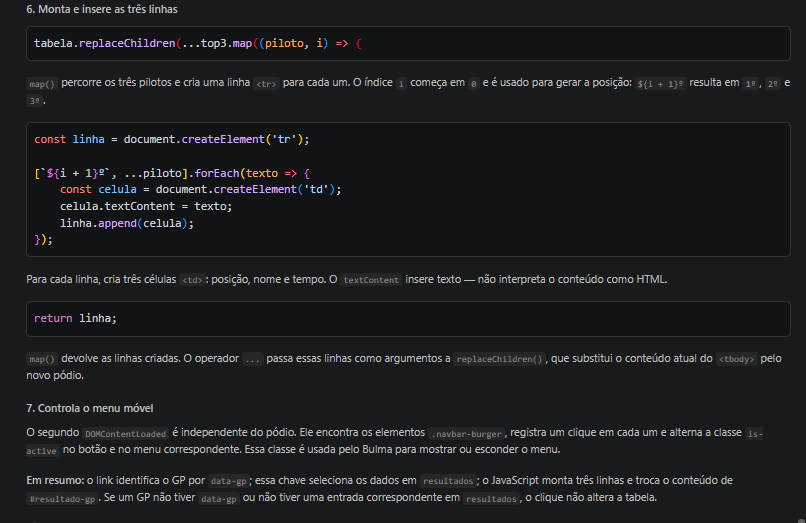 6. Monta e insere as três linhas
tabela.replaceChildren(...top3.map((piloto, i) => {
map() percorre os três pilotos e cria uma linha <tr> para cada um. O índice i começa em 0 e é usado para gerar a posição: ${i + 1}º resulta em 1º, 2º e
3º.
const linha = document.createElement('tr');
[`${i + 1}º`, ...piloto].forEach(texto => {
    const celula = document.createElement('td');
    celula.textContent = texto;
    linha.append(celula);
});
Para cada linha, cria três células <td>: posição, nome e tempo. O textContent insere texto — não interpreta o conteúdo como HTML.
return linha;
map() devolve as linhas criadas. O operador ... passa essas linhas como argumentos a replaceChildren(), que substitui o conteúdo atual do <tbody> pelo
novo pódio.
7. Controla o menu móvel
O segundo DOMContentLoaded é independente do pódio. Ele encontra os elementos .navbar-burger, registra um clique em cada um e alterna a classe is-
active no botão e no menu correspondente. Essa classe é usada pelo Bulma para mostrar ou esconder o menu.
Em resumo: o link identifica o GP por data-gp; essa chave seleciona os dados em resultados; o JavaScript monta três linhas e troca o conteúdo de
#resultado-gp. Se um GP não tiver data-gp ou não tiver uma entrada correspondente em resultados, o clique não altera a tabela.